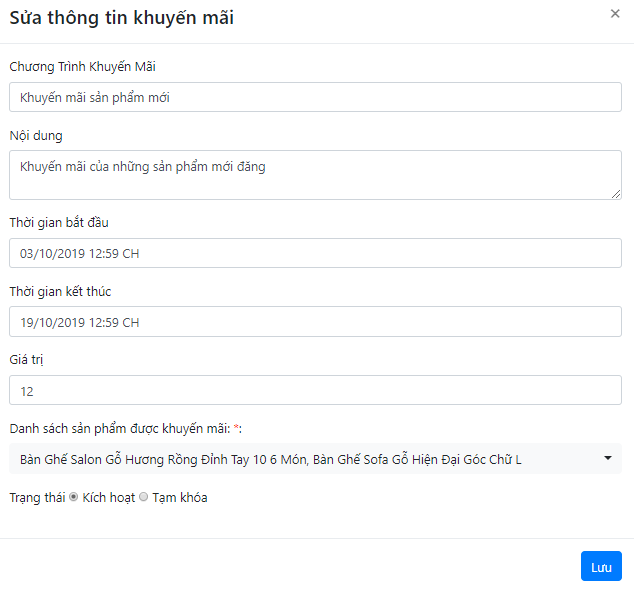 Sửa thông tin khuyến mãi
×
Chương Trình Khuyến Mãi
Khuyến mãi sản phẩm mới
Nội dung
Khuyến mãi của những sản phẩm mới đăng
Thời gian bắt đầu
03/10/2019 12:59 CH
Thời gian kết thúc
19/10/2019 12:59 CH
Giá trị
12
Danh sách sản phẩm được khuyến mãi: *:
Bàn Ghế Salon Gỗ Hương Rồng Đỉnh Tay 10 6 Món, Bàn Ghế Sofa Gỗ Hiện Đại Góc Chữ L
Trạng thái Kích hoạt Tạm khóa
Lưu